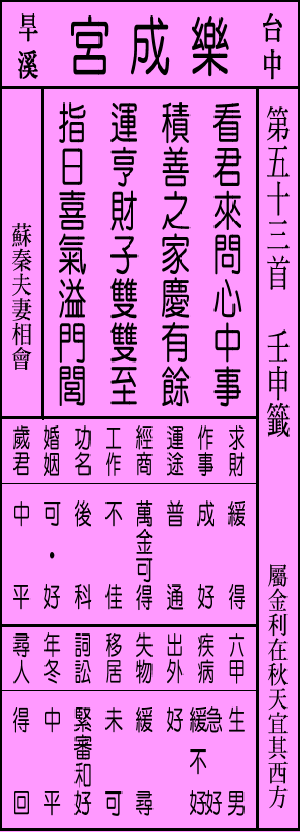 台中
樂成宮
旱溪
第五十三首 壬申籤
屬金利在秋天宜其西方
看君來問心中事
積善之家慶有餘
運亨財子雙雙至
指日喜氣溢門閭
蘇秦夫妻相會
求財 緩得
作事 成好
運途 普通
經商 萬金可得
工作 不佳
功名 後科
婚姻 可・好
歲君 中平
六甲 生男
疾病 急好 緩不好
出外 好
失物 緩尋
移居 未可
詞訟 緊審和好
年冬 中平
尋人 得回